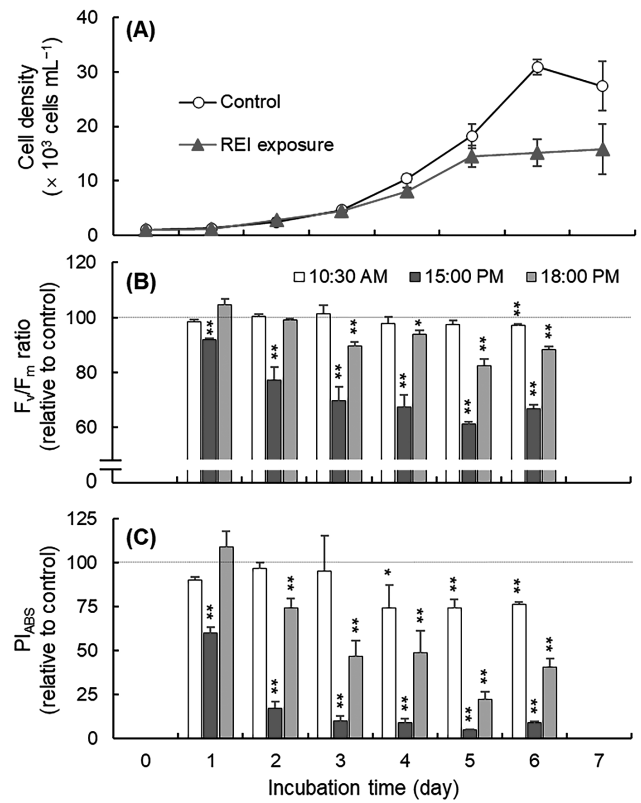 (A)
Cell density
(× 10³ cells mL⁻¹)
40
30
20
10
0
Control
REI exposure
(B)
10:30 AM 15:00 PM 18:00 PM
Fv/Fm ratio
(relative to control)
120
100
80
60
0
**
**
**
**
**
*
**
**
**
**
**
(C)
PIABS
(relative to control)
125
100
75
50
25
0
**
**
**
**
**
*
**
**
**
**
**
**
**
**
0 1 2 3 4 5 6 7
Incubation time (day)